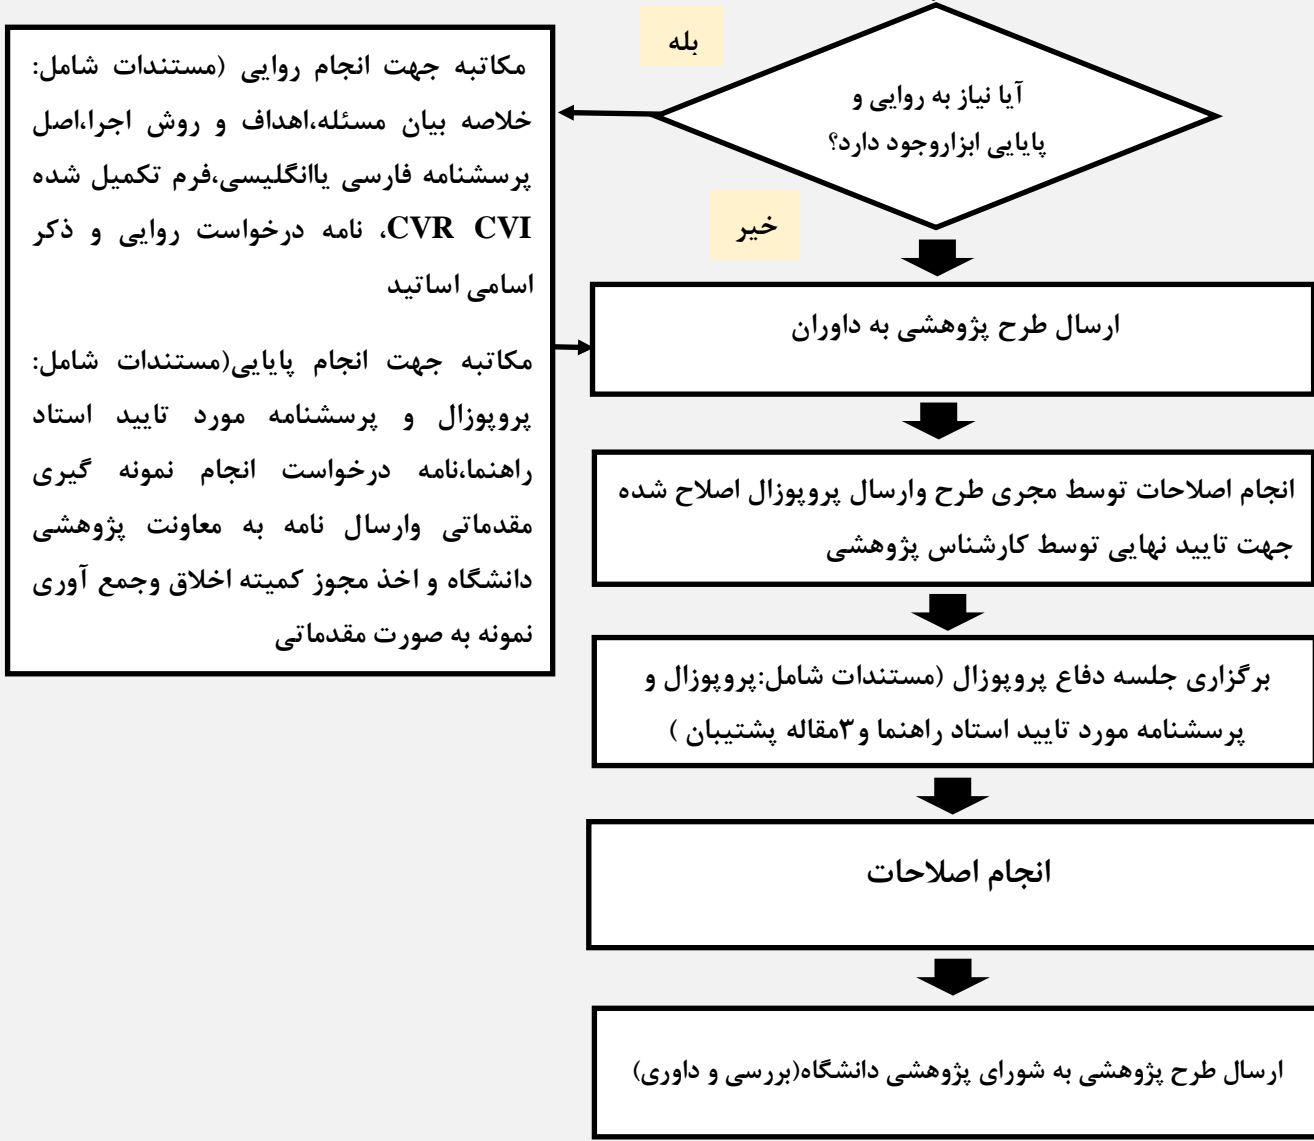 بله
آیا نیاز به روایی و
پایایی ابزاروجود دارد؟
خیر
مکاتبه جهت انجام روایی (مستندات شامل:
خلاصه بیان مسئله،اهداف و روش اجرا،اصل
پرسشنامه فارسی یاانگلیسی،فرم تکمیل شده
CVR CVI، نامه درخواست روایی و ذکر
اسامی اساتید
مکاتبه جهت انجام پایایی(مستندات شامل:
پروپوزال و پرسشنامه مورد تایید استاد
راهنما،نامه درخواست انجام نمونه گیری
مقدماتی وارسال نامه به معاونت پژوهشی
دانشگاه و اخذ مجوز کمیته اخلاق وجمع آوری
نمونه به صورت مقدماتی
ارسال طرح پژوهشی به داوران
انجام اصلاحات توسط مجری طرح وارسال پروپوزال اصلاح شده
جهت تایید نهایی توسط کارشناس پژوهشی
برگزاری جلسه دفاع پروپوزال (مستندات شامل:پروپوزال و
پرسشنامه مورد تایید استاد راهنما و۳مقاله پشتیبان )
انجام اصلاحات
ارسال طرح پژوهشی به شورای پژوهشی دانشگاه(بررسی و داوری)